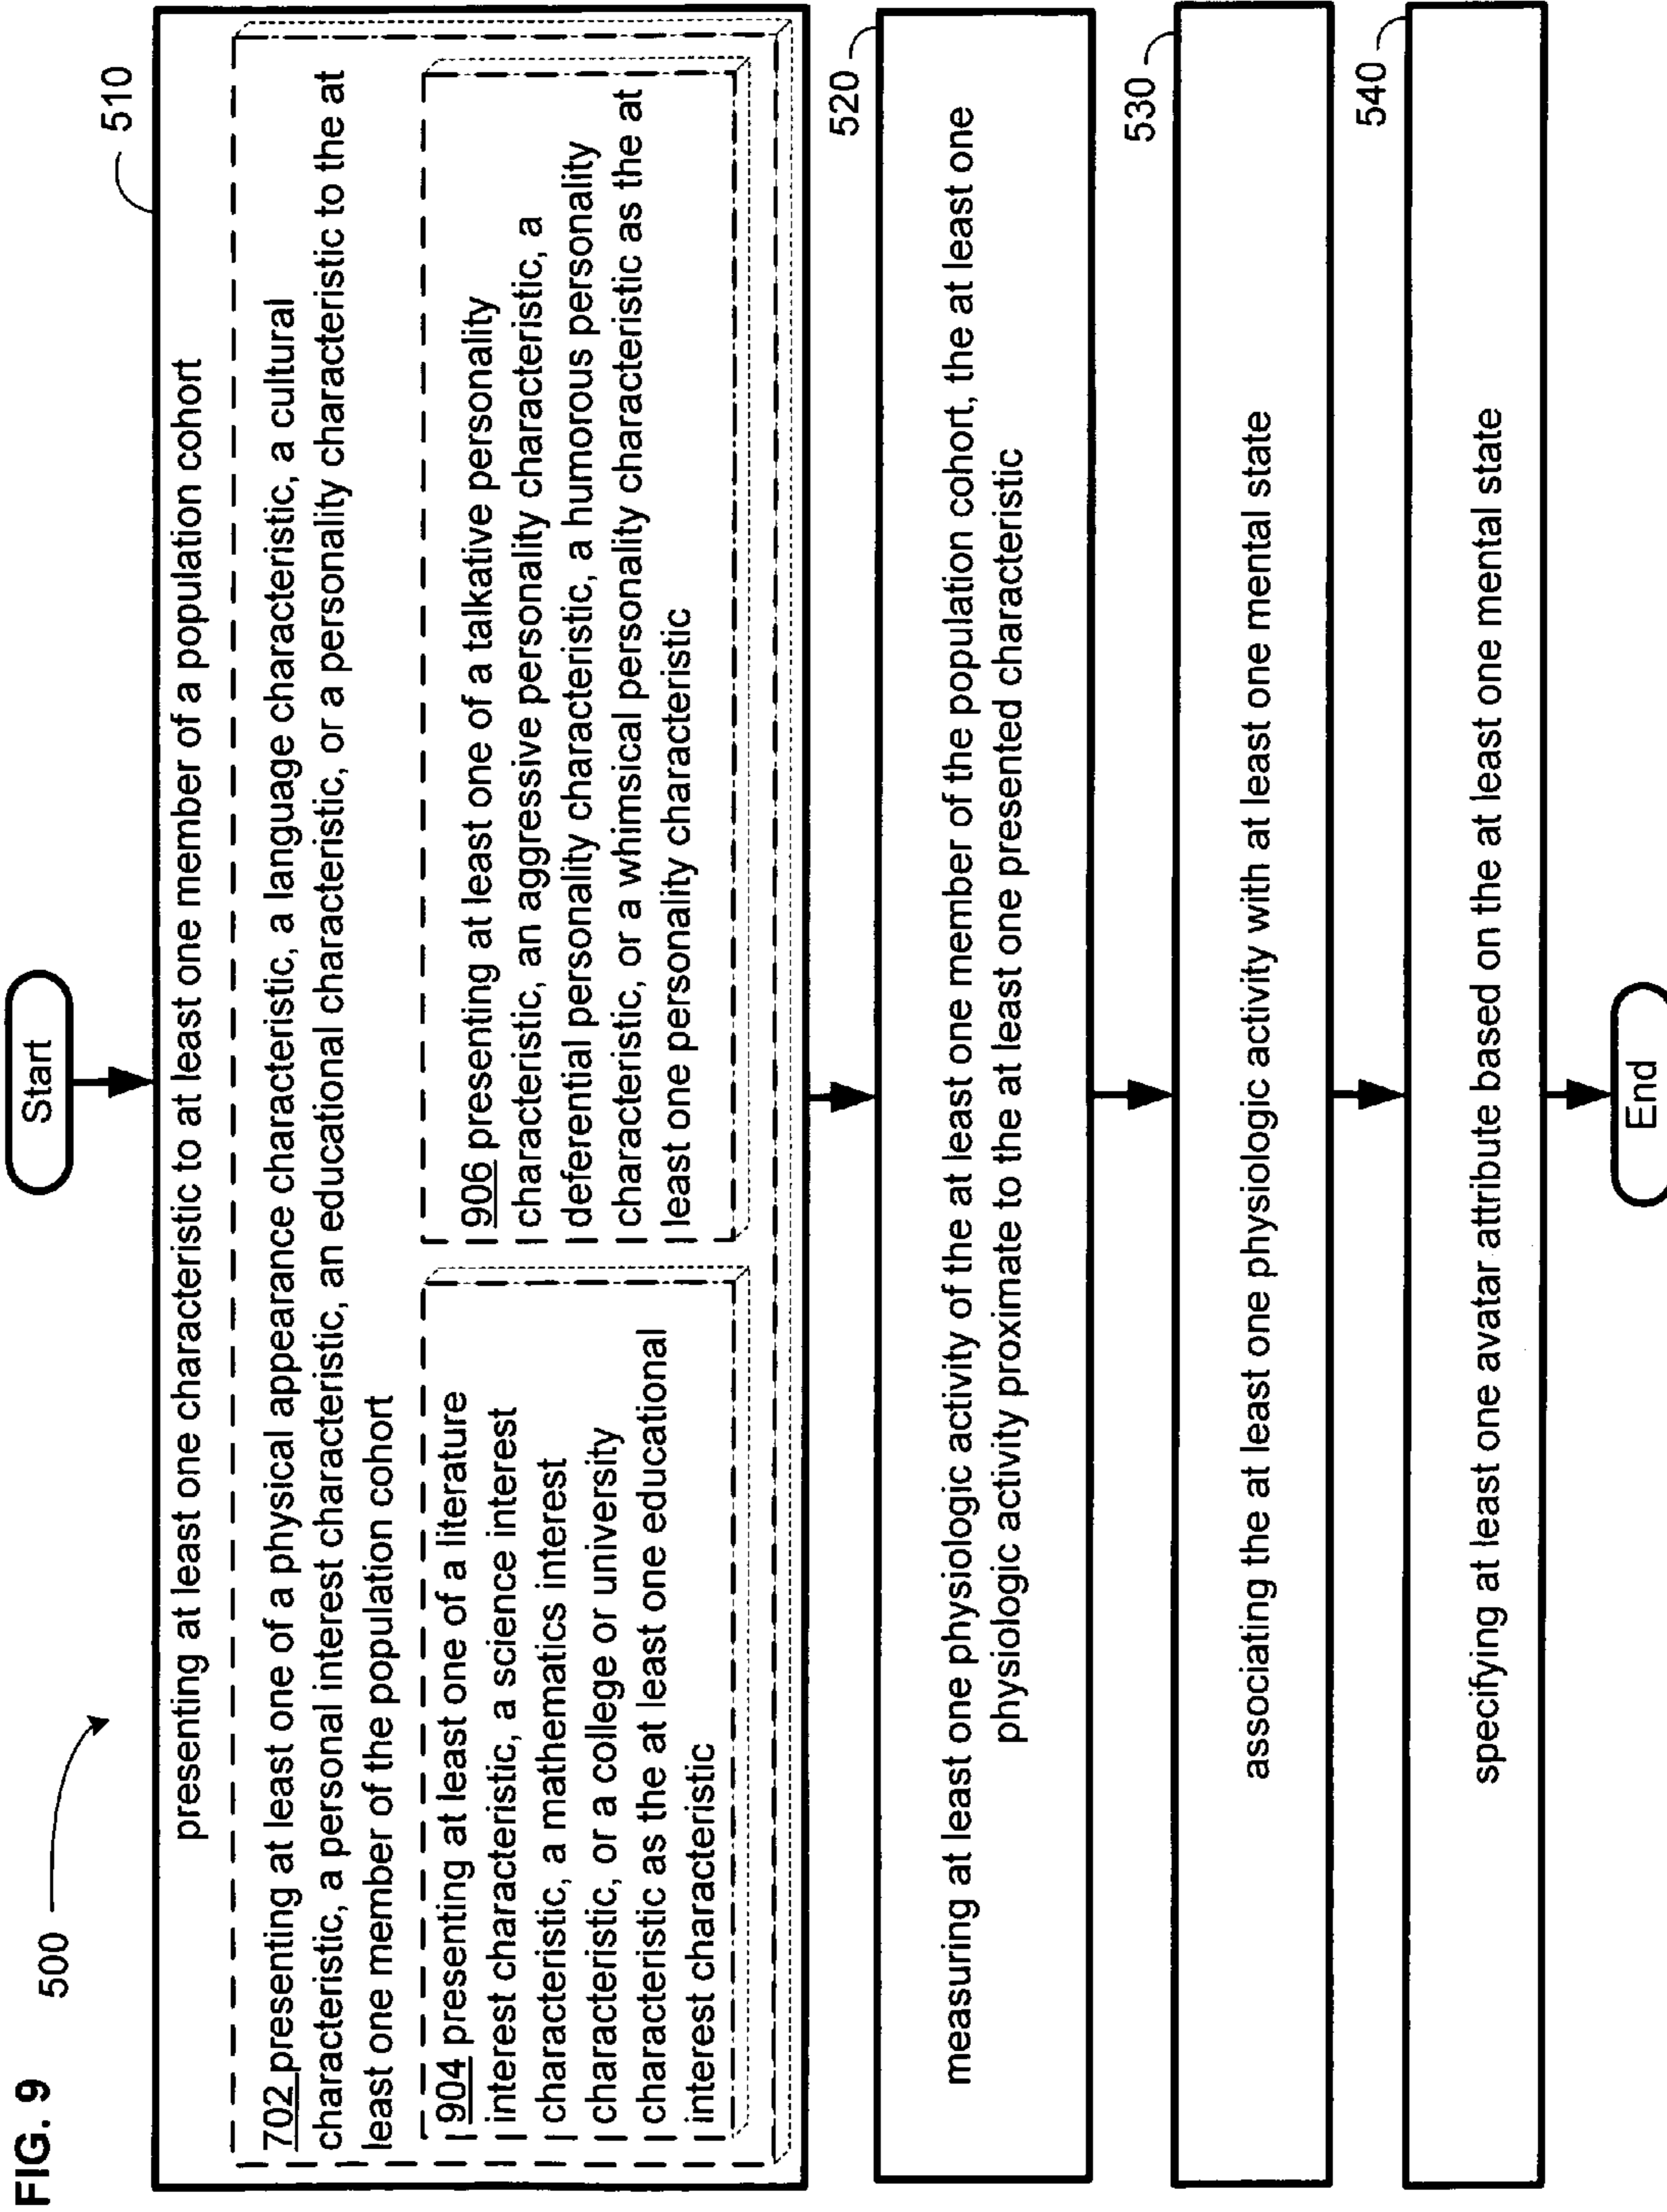 FIG. 9
500
Start
510
presenting at least one characteristic to at least one member of a population cohort
702 presenting at least one of a physical appearance characteristic, a language characteristic, a cultural
characteristic, a personal interest characteristic, an educational characteristic, or a personality characteristic to the at
least one member of the population cohort
904 presenting at least one of a literature
interest characteristic, a science interest
characteristic, a mathematics interest
characteristic, or a college or university
characteristic as the at least one educational
interest characteristic
906 presenting at least one of a talkative personality
characteristic, an aggressive personality characteristic, a
deferential personality characteristic, a humorous personality
characteristic, or a whimsical personality characteristic as the at
least one personality characteristic
520
measuring at least one physiologic activity of the at least one member of the population cohort, the at least one
physiologic activity proximate to the at least one presented characteristic
530
associating the at least one physiologic activity with at least one mental state
540
specifying at least one avatar attribute based on the at least one mental state
End